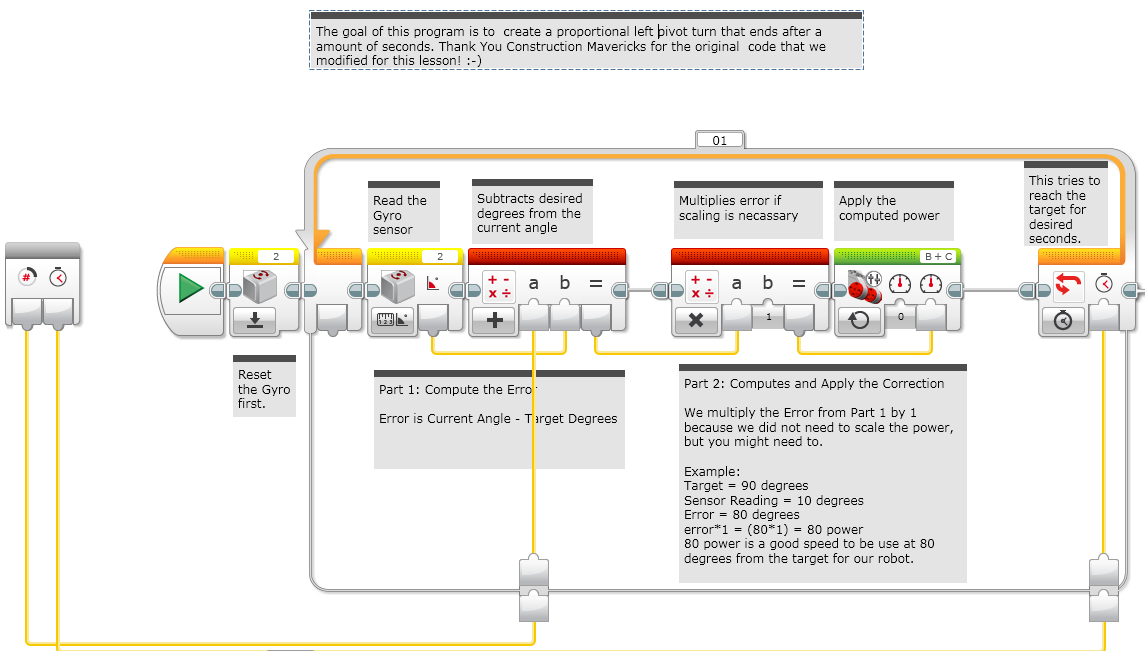 The goal of this program is to  create a proportional left pivot turn that ends after a
amount of seconds. Thank You Construction Mavericks for the original  code that we
modified for this lesson! :-)
01
Read the
Gyro
sensor
Subtracts desired
degrees from the
current angle
Multiplies error if
scaling is necassary
Apply the
computed power
This tries to
reach the
target for
desired
seconds.
#
2
2
+ -
x ÷
a b =
+ -
x ÷
a b =
B + C
1 2 3
1
0
Reset
the Gyro
first.
Part 1: Compute the Error
Error is Current Angle - Target Degrees
Part 2: Computes and Apply the Correction
We multiply the Error from Part 1 by 1
because we did not need to scale the power,
but you might need to.
Example:
Target = 90 degrees
Sensor Reading = 10 degrees
Error = 80 degrees
error*1 = (80*1) = 80 power
80 power is a good speed to be use at 80
degrees from the target for our robot.